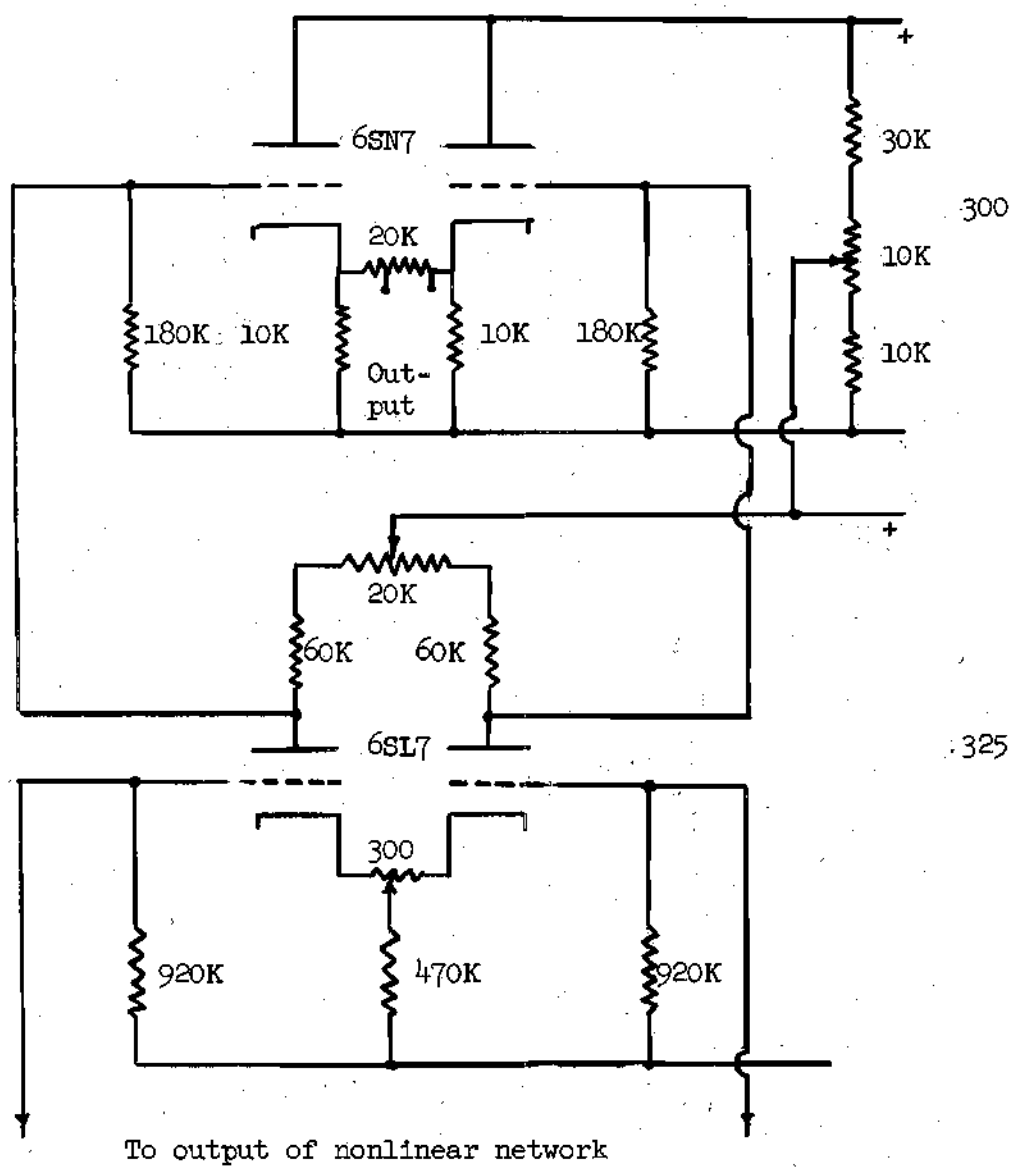 +
6SN7
30K
300
20K
10K
180K
10K
10K
180K
10K
Out-
put
+
20K
60K
60K
6SL7
325
300
920K
470K
920K
To output of nonlinear network